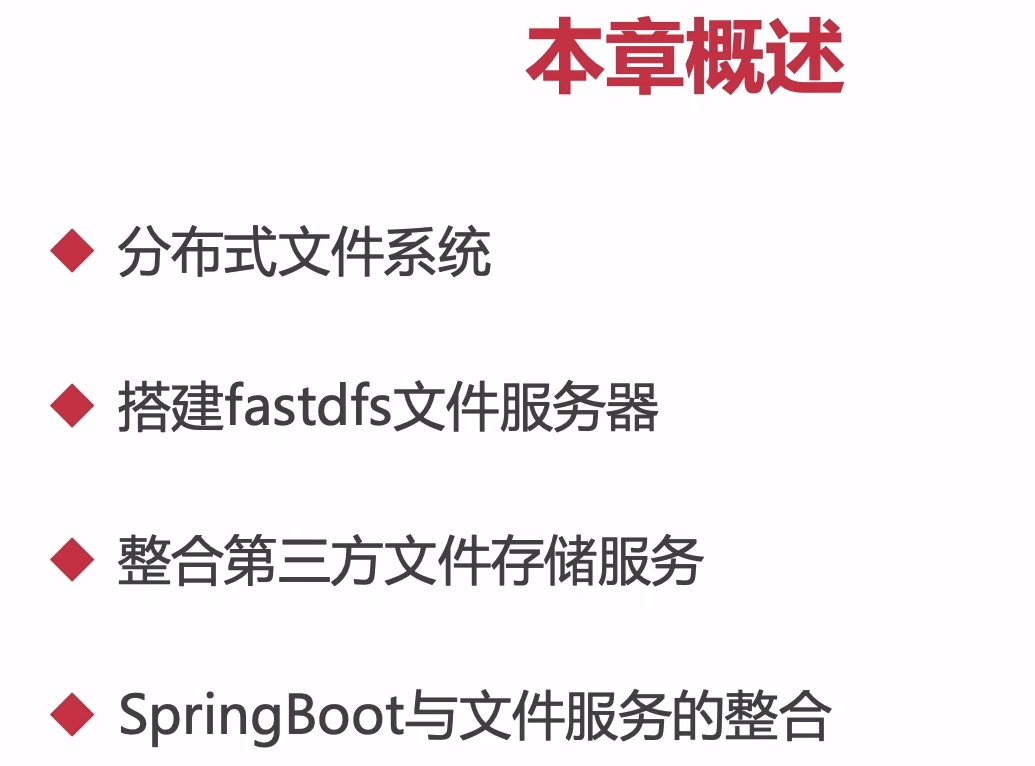 本章概述
分布式文件系统
搭建fastdfs文件服务器
整合第三方文件存储服务
SpringBoot与文件服务的整合